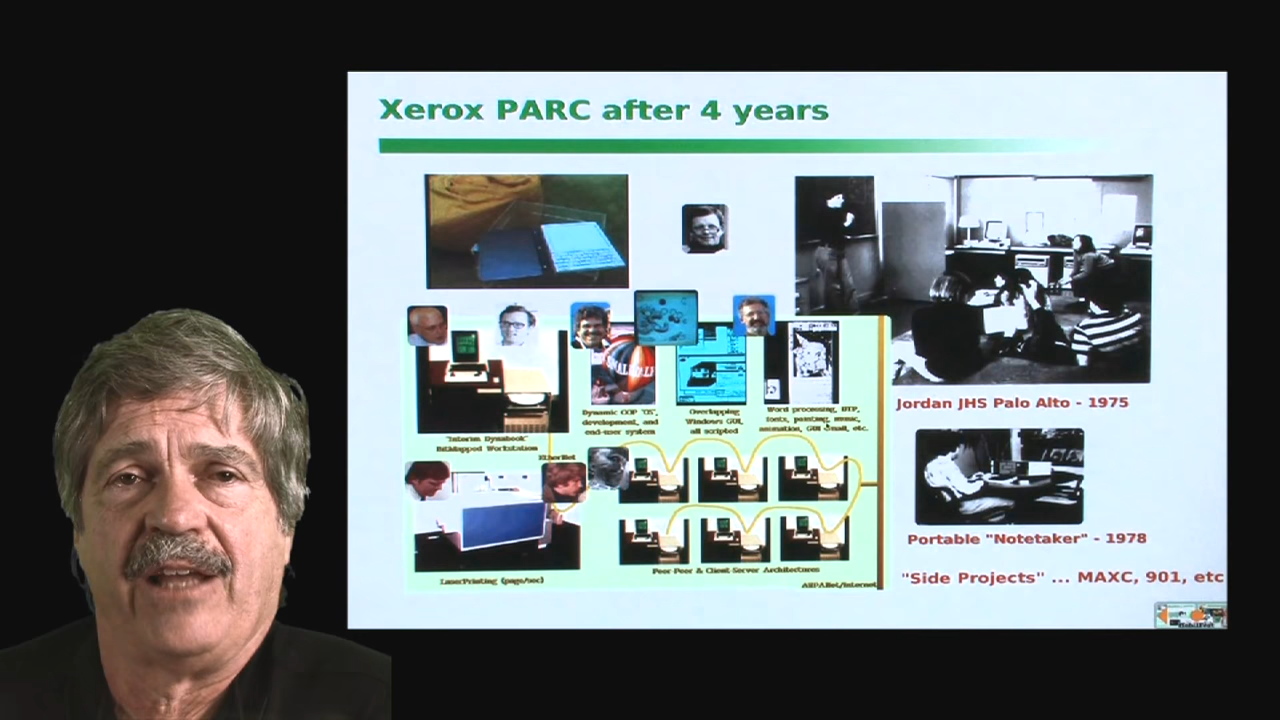 Xerox PARC after 4 years
Jordan JHS Palo Alto - 1975
Dynamic OOP "OS",
development, and
end-user system
Overlapping
Windows GUI,
all scripted
Word processing, DTP,
fonts, painting, music,
animation, GUI email, etc.
"Interim Dynabook"
BitMapped Workstation
EtherNet
Portable "Notetaker" - 1978
Peer-Peer & Client-Server Architectures
LaserPrinting (page/sec)
ARPANet/Internet
"Side Projects" ... MAXC, 901, etc